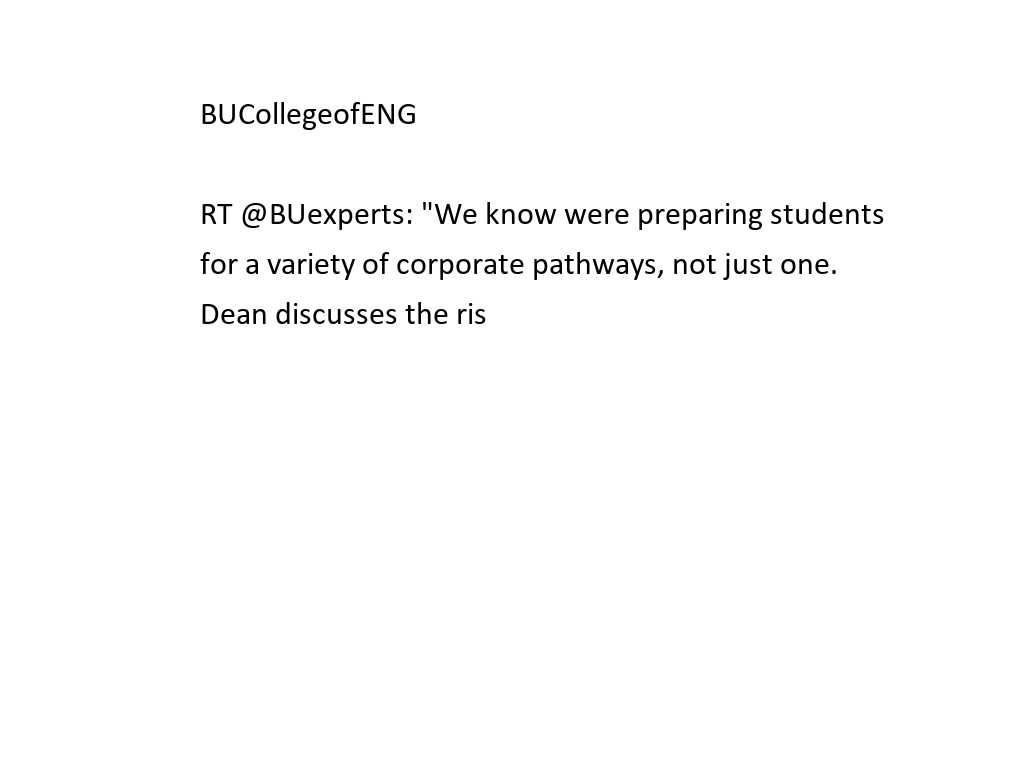 BUCollegeofENG
RT @BUexperts: "We know were preparing students
for a variety of corporate pathways, not just one.
Dean discusses the ris